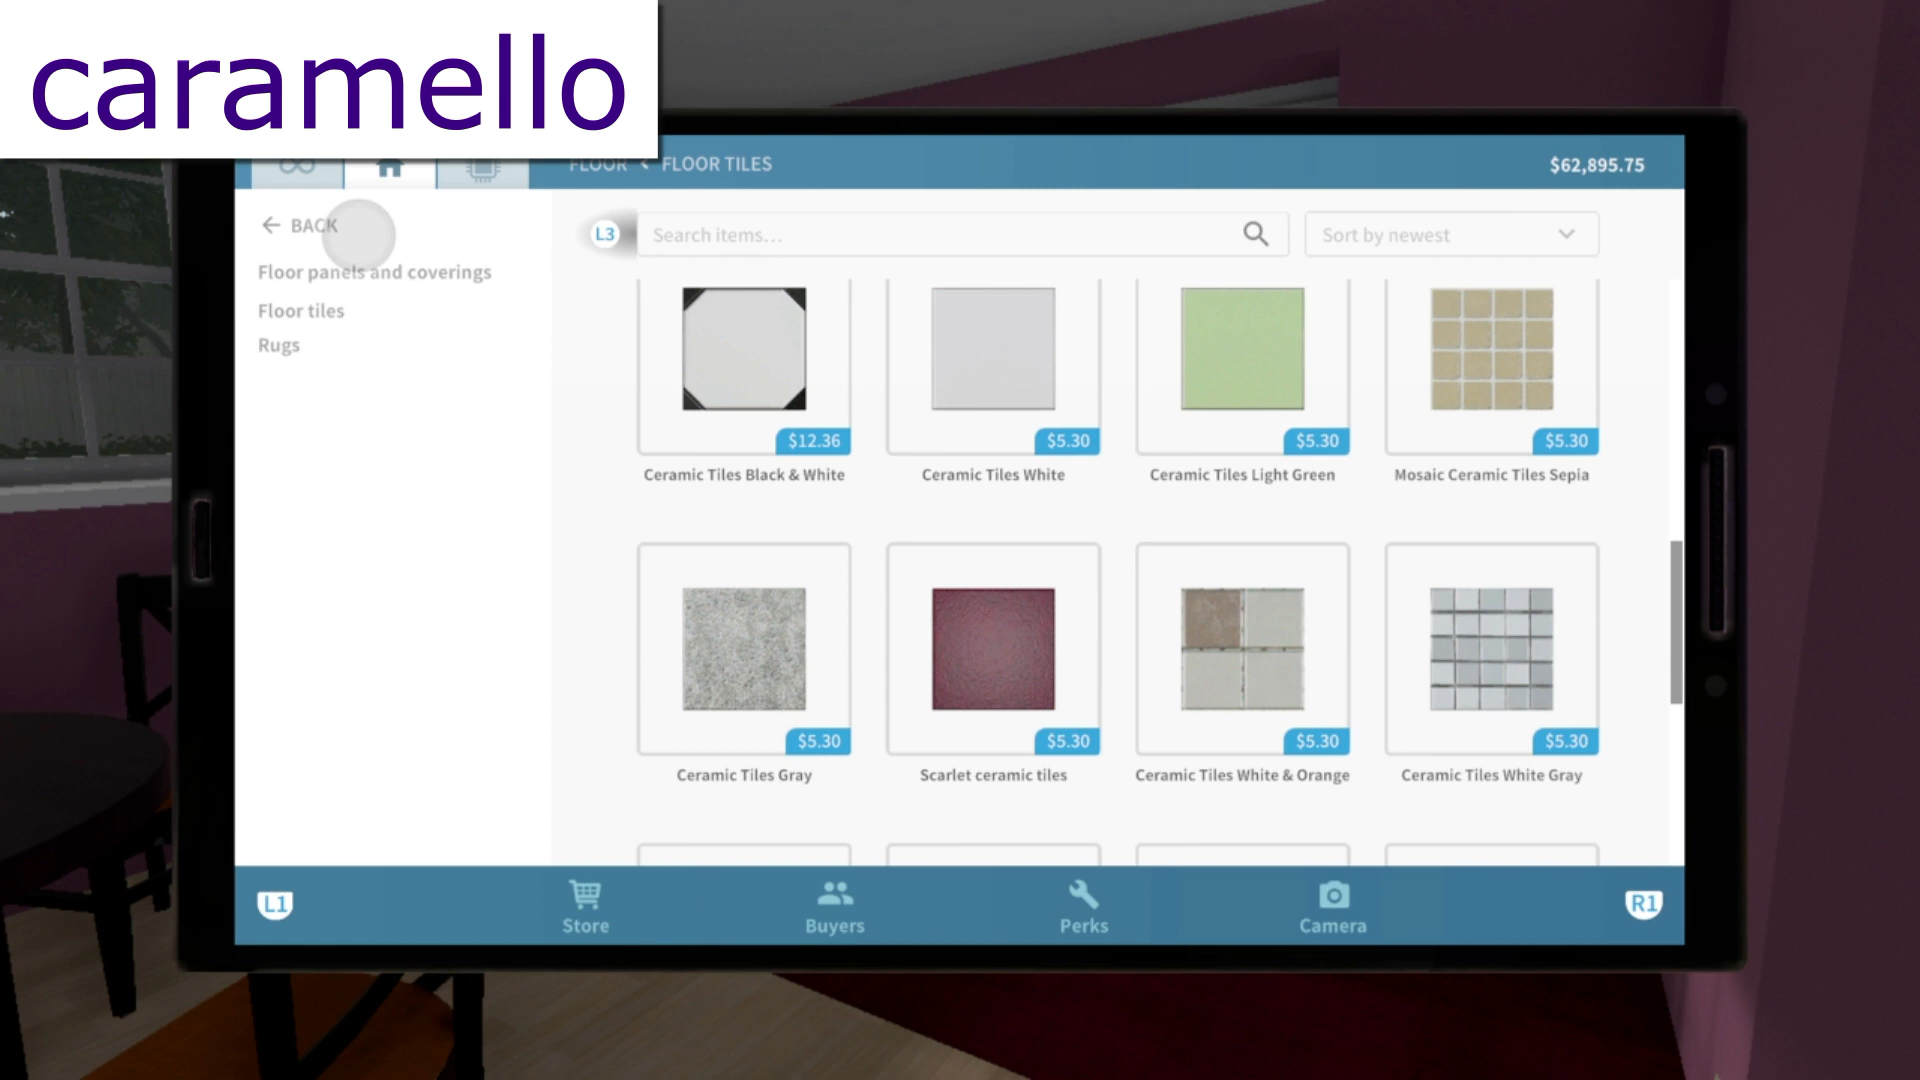 caramello
FLOOR < FLOOR TILES
$62,895.75
BACK
L3
Search items...
Sort by newest
Floor panels and coverings
Floor tiles
Rugs
$12.36
$5.30
$5.30
$5.30
Ceramic Tiles Black & White
Ceramic Tiles White
Ceramic Tiles Light Green
Mosaic Ceramic Tiles Sepia
$5.30
$5.30
$5.30
$5.30
Ceramic Tiles Gray
Scarlet ceramic tiles
Ceramic Tiles White & Orange
Ceramic Tiles White Gray
L1
Store
Buyers
Perks
Camera
R1